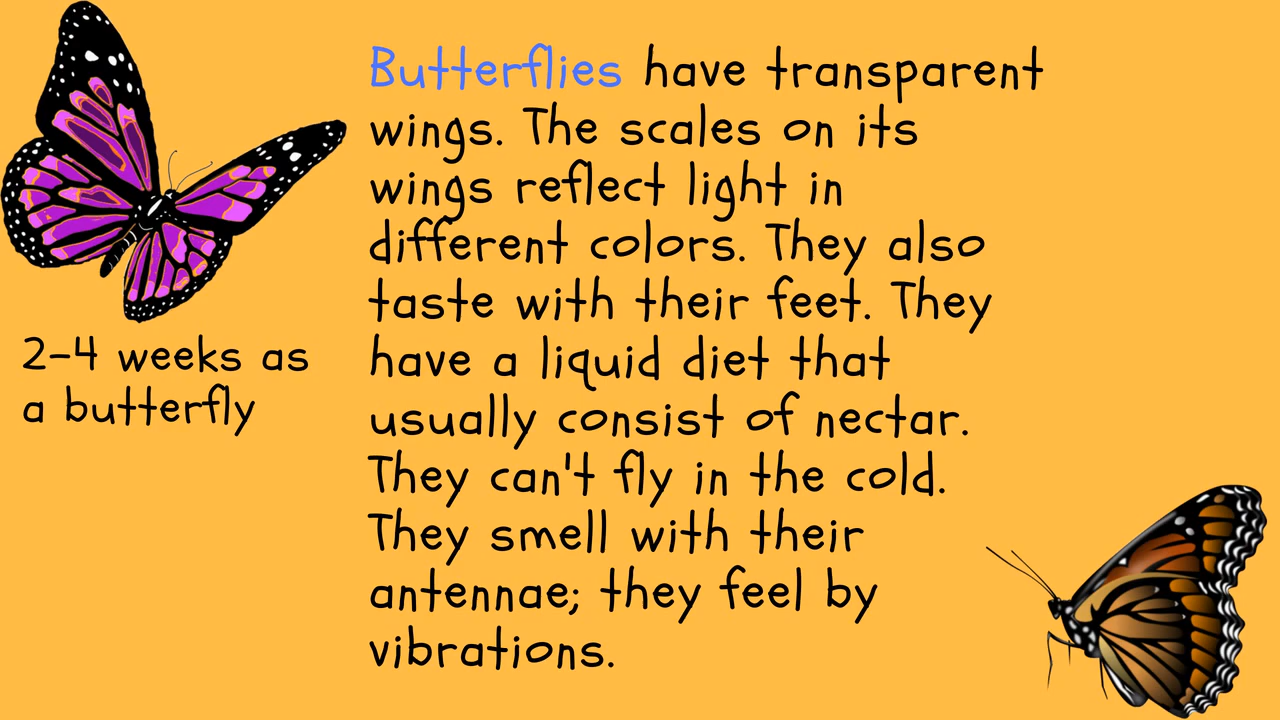 Butterflies have transparent
wings. The scales on its
wings reflect light in
different colors. They also
taste with their feet. They
have a liquid diet that
usually consist of nectar.
They can't fly in the cold.
They smell with their
antennae; they feel by
vibrations.
2-4 weeks as
a butterfly